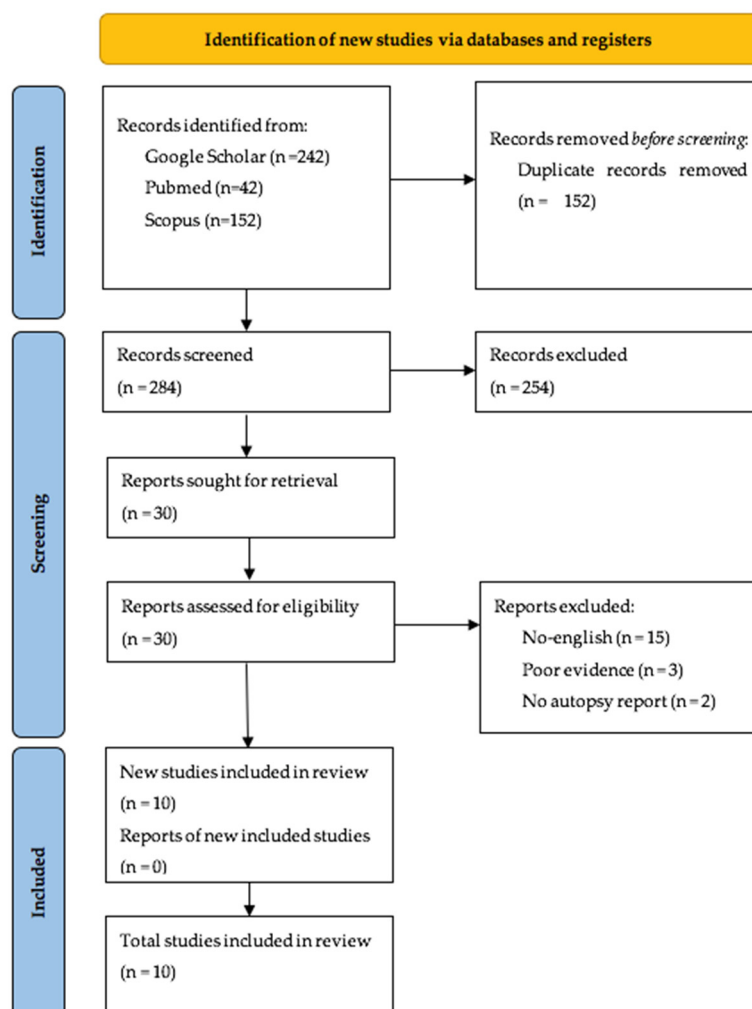 Identification of new studies via databases and registers
Identification
Records identified from:
Google Scholar (n =242)
Pubmed (n=42)
Scopus (n=152)
Records removed before screening:
Duplicate records removed
(n = 152)
Screening
Records screened
(n =284)
Records excluded
(n =254)
Reports sought for retrieval
(n =30)
Reports assessed for eligibility
(n =30)
Reports excluded:
No-english (n=15)
Poor evidence (n=3)
No autopsy report (n=2)
Included
New studies included in review
(n =10)
Reports of new included studies
(n =0)
Total studies included in review
(n =10)